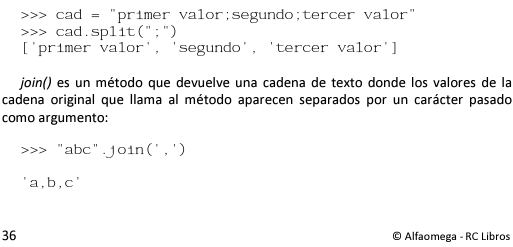 >>> cad = "primer valor;segundo;tercer valor"
>>> cad.split(";")
['primer valor', 'segundo', 'tercer valor']
join() es un método que devuelve una cadena de texto donde los valores de la
cadena original que llama al método aparecen separados por un carácter pasado
como argumento:
>>> "abc".join(',')
'a,b,c'
36 © Alfaomega - RC Libros